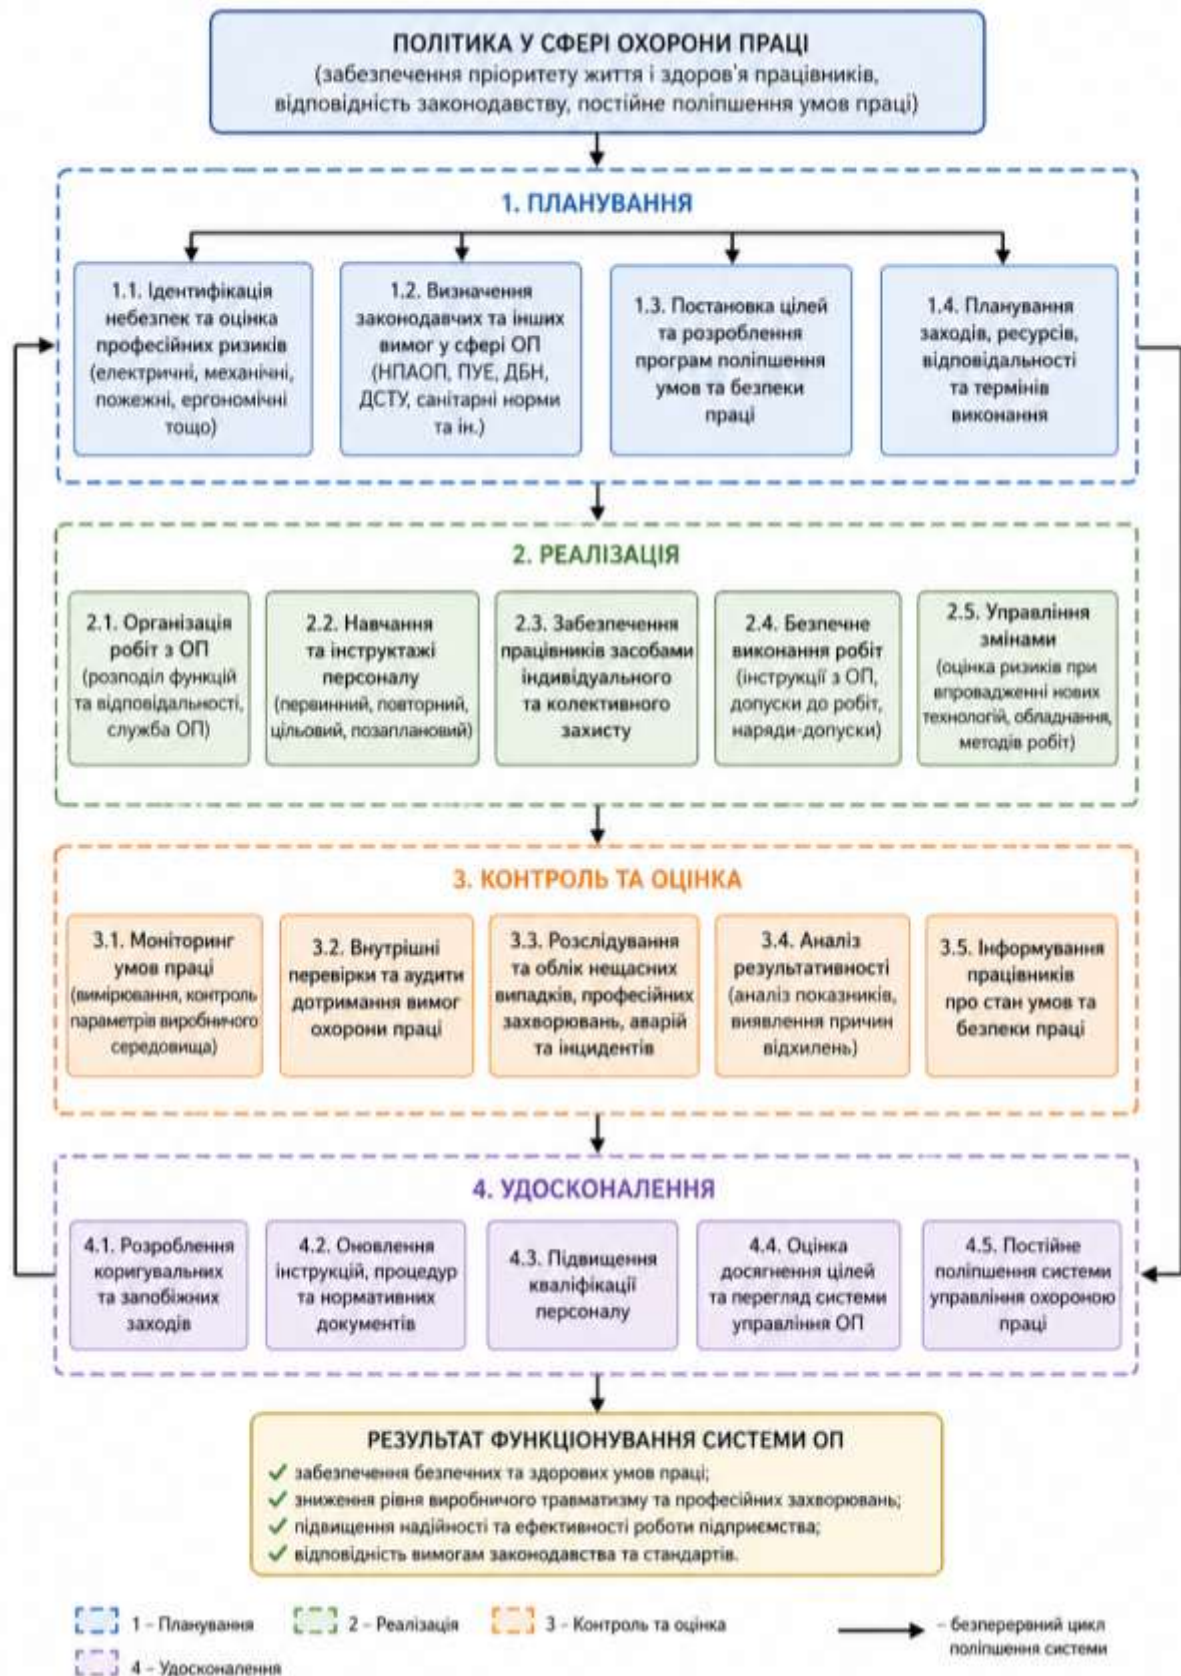 ПОЛІТИКА У СФЕРІ ОХОРОНИ ПРАЦІ
(забезпечення пріоритету життя і здоров'я працівників,
відповідність законодавству, постійне поліпшення умов праці)
1. ПЛАНУВАННЯ
1.1. Ідентифікація
небезпек та оцінка
професійних ризиків
(електричні, механічні,
пожежні, ергономічні
тощо)
1.2. Визначення
законодавчих та інших
вимог у сфері ОП
(НПАОП, ПУЕ, ДБН,
ДСТУ, санітарні норми
та ін.)
1.3. Постановка цілей
та розроблення
програм поліпшення
умов та безпеки
праці
1.4. Планування
заходів, ресурсів,
відповідальності
та термінів
виконання
2. РЕАЛІЗАЦІЯ
2.1. Організація
робіт з ОП
(розподіл функцій
та відповідальності,
служба ОП)
2.2. Навчання
та інструктажі
персоналу
(первинний, повторний,
цільовий, позаплановий)
2.3. Забезпечення
працівників засобами
індивідуального
та колективного
захисту
2.4. Безпечне
виконання робіт
(інструкції з ОП,
допуски до робіт,
наряди-допуски)
2.5. Управління
змінами
(оцінка ризиків при
впровадженні нових
технологій, обладнання,
методів робіт)
3. КОНТРОЛЬ ТА ОЦІНКА
3.1. Моніторинг
умов праці
(вимірювання, контроль
параметрів виробничого
середовища)
3.2. Внутрішні
перевірки та аудити
дотримання вимог
охорони праці
3.3. Розслідування
та облік нещасних
випадків, професійних
захворювань, аварій
та інцидентів
3.4. Аналіз
результативності
(аналіз показників,
виявлення причин
відхилень)
3.5. Інформування
працівників
про стан умов та
безпеки праці
4. УДОСКОНАЛЕННЯ
4.1. Розроблення
коригувальних
та запобіжних
заходів
4.2. Оновлення
інструкцій, процедур
та нормативних
документів
4.3. Підвищення
кваліфікації
персоналу
4.4. Оцінка
досягнення цілей
та перегляд системи
управління ОП
4.5. Постійне
поліпшення системи
управління охороною
праці
РЕЗУЛЬТАТ ФУНКЦІОНУВАННЯ СИСТЕМИ ОП
✓ забезпечення безпечних та здорових умов праці;
✓ зниження рівня виробничого травматизму та професійних захворювань;
✓ підвищення надійності та ефективності роботи підприємства;
✓ відповідність вимогам законодавства та стандартів.
1 – Планування
2 – Реалізація
3 – Контроль та оцінка
– безперервний цикл
поліпшення системи
4 – Удосконалення